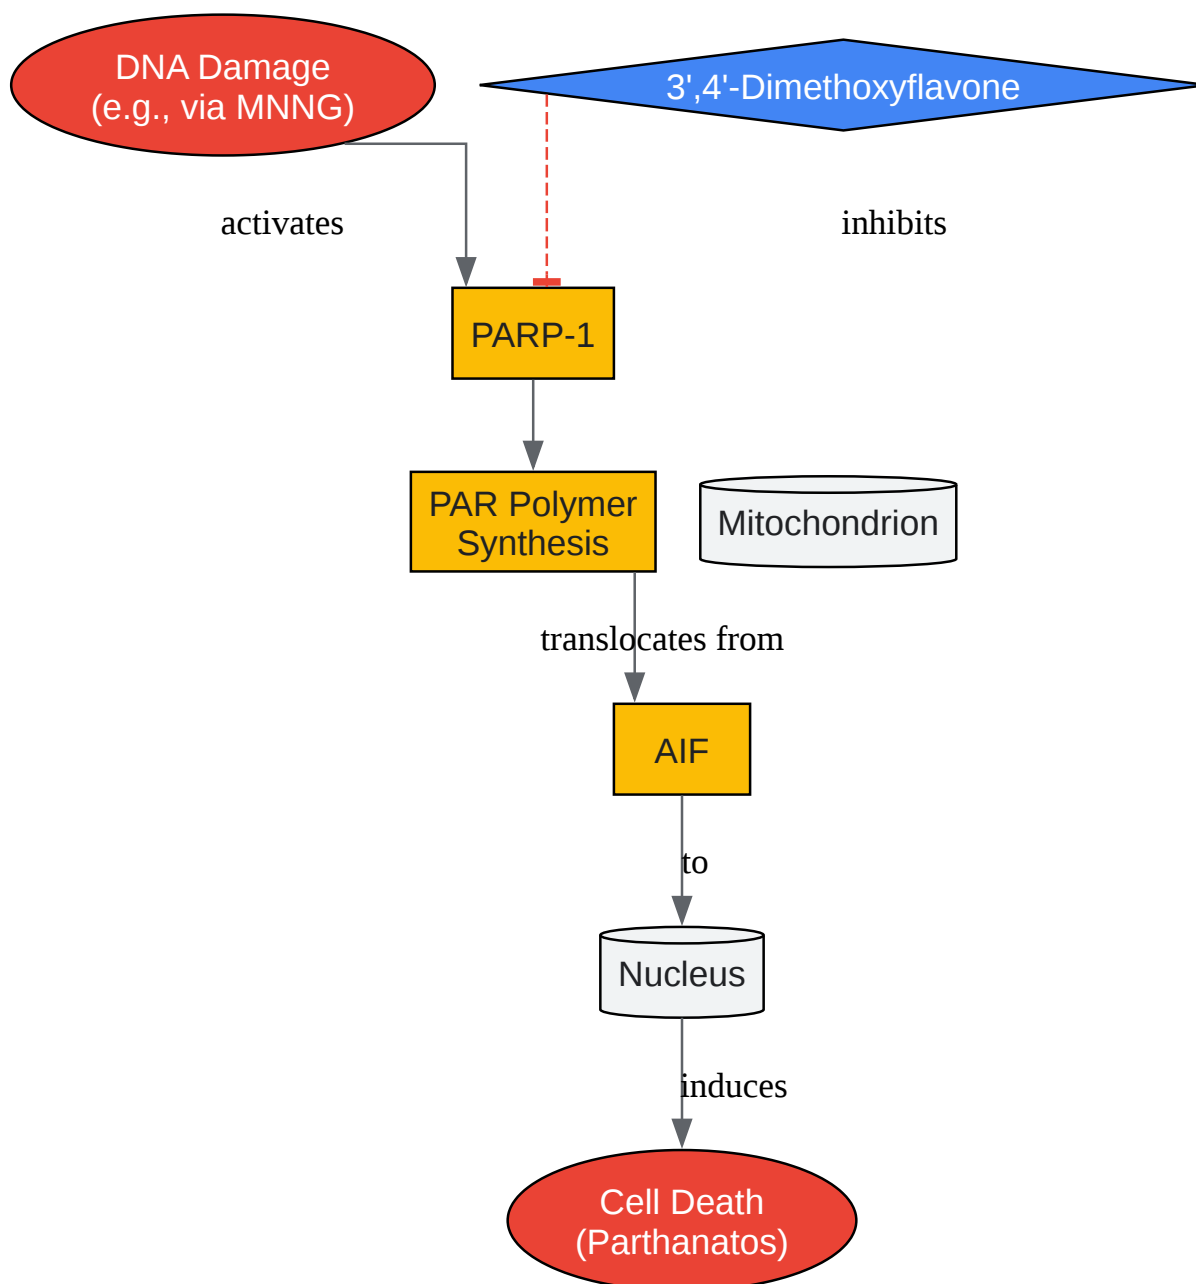 DNA Damage
(e.g., via MNNG)
3',4'-Dimethoxyflavone
activates
inhibits
PARP-1
PAR Polymer
Synthesis
Mitochondrion
translocates from
AIF
to
Nucleus
induces
Cell Death
(Parthanatos)